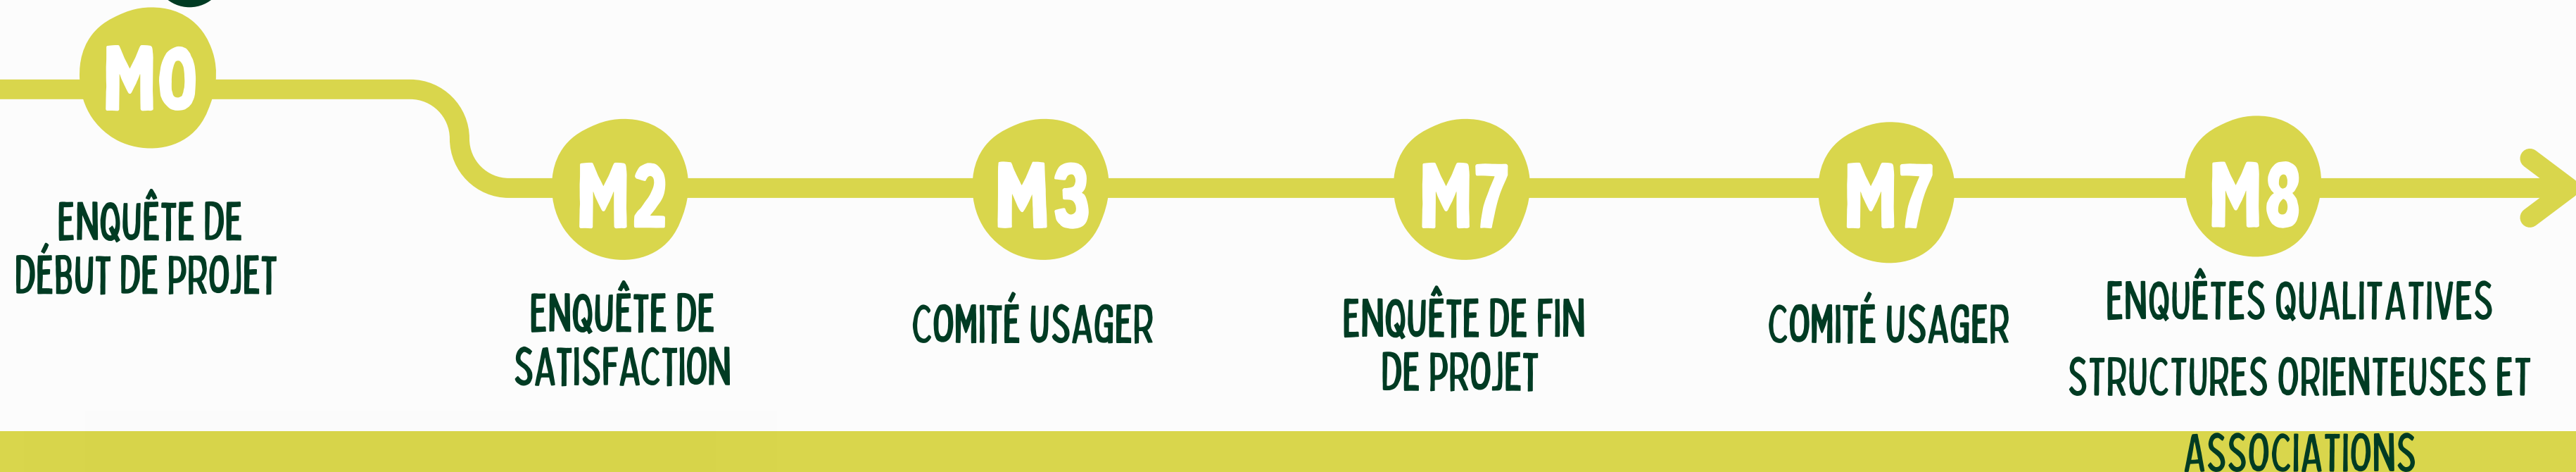 M0
ENQUÊTE DE
DÉBUT DE PROJET
M2
ENQUÊTE DE
SATISFACTION
M3
COMITÉ USAGER
M7
ENQUÊTE DE FIN
DE PROJET
M7
COMITÉ USAGER
M8
ENQUÊTES QUALITATIVES
STRUCTURES ORIENTEUSES ET
ASSOCIATIONS